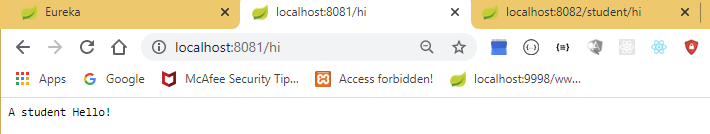 Eureka
localhost:8081/hi
localhost:8082/student/hi
localhost:8081/hi
Apps
Google
McAfee Security Tip...
Access forbidden!
localhost:9998/ww...
A student Hello!